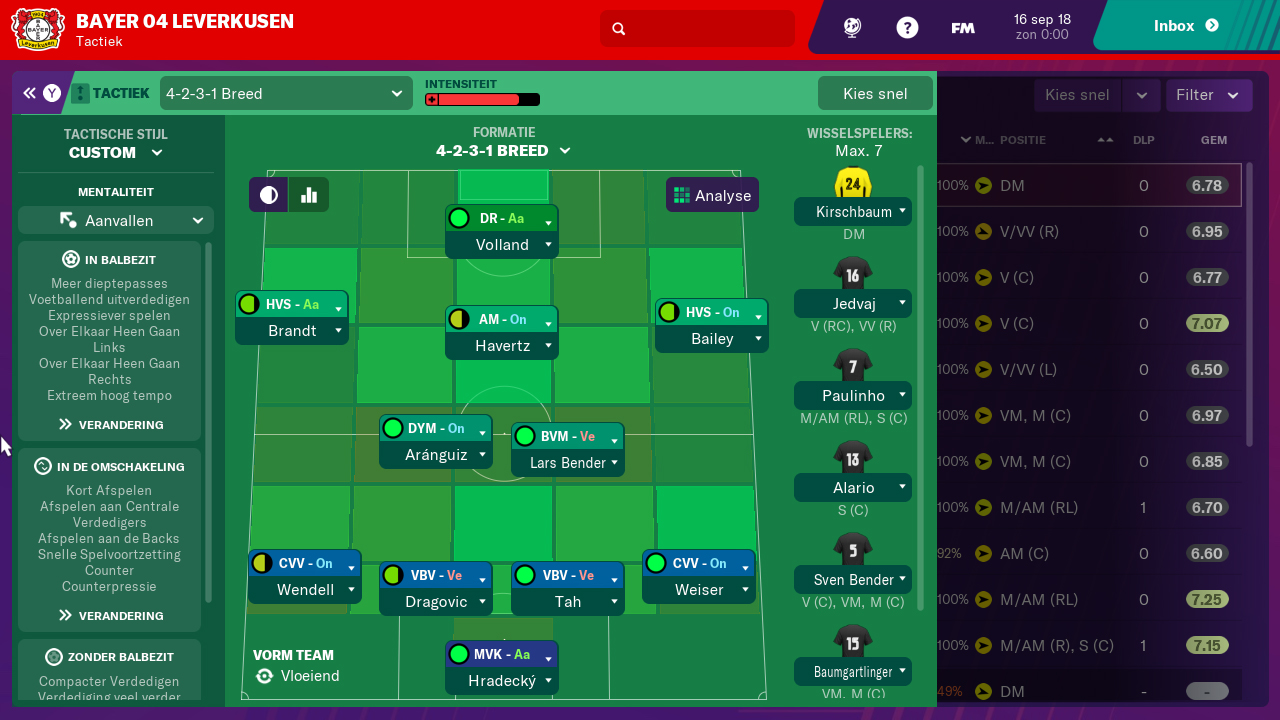 BAYER 04 LEVERKUSEN
Tactiek
FM
16 sep 18
zon 0:00
Inbox
Y
TACTIEK
4-2-3-1 Breed
INTENSITEIT
Kies snel
Kies snel
Filter
TACTISCHE STIJL
CUSTOM
MENTALITEIT
Aanvallen
IN BALBEZIT
Meer dieptepasses
Voetballend uitverdedigen
Expressiever spelen
Over Elkaar Heen Gaan
Links
Over Elkaar Heen Gaan
Rechts
Extreem hoog tempo
VERANDERING
IN DE OMSCHAKELING
Kort Afspelen
Afspelen aan Centrale
Verdedigers
Afspelen aan de Backs
Snelle Spelvoortzetting
Counter
Counterpressie
VERANDERING
ZONDER BALBEZIT
Compacter Verdedigen
Verdediging veel verder
FORMATIE
4-2-3-1 BREED
Analyse
DR - Aa
Volland
HVS - Aa
Brandt
AM - On
Havertz
HVS - On
Bailey
DYM - On
Aránguiz
BVM - Ve
Lars Bender
CVV - On
Wendell
VBV - Ve
Dragovic
VBV - Ve
Tah
CVV - On
Weiser
MVK - Aa
Hradecký
VORM TEAM
Vloeiend
WISSELSPELERS:
Max. 7
24
Kirschbaum
DM
16
Jedvaj
V (RC), VV (R)
7
Paulinho
M/AM (RL), S (C)
13
Alario
S (C)
5
Sven Bender
V (C), VM, M (C)
15
Baumgartlinger
VM, M (C)
M... POSITIE DLP GEM
100% DM 0 6.78
100% V/VV (R) 0 6.95
100% V (C) 0 6.77
100% V (C) 0 7.07
100% V/VV (L) 0 6.50
100% VM, M (C) 0 6.97
100% VM, M (C) 0 6.85
100% M/AM (RL) 1 6.70
92% AM (C) 0 6.60
100% M/AM (RL) 0 7.25
100% M/AM (R), S (C) 1 7.15
49% DM - -